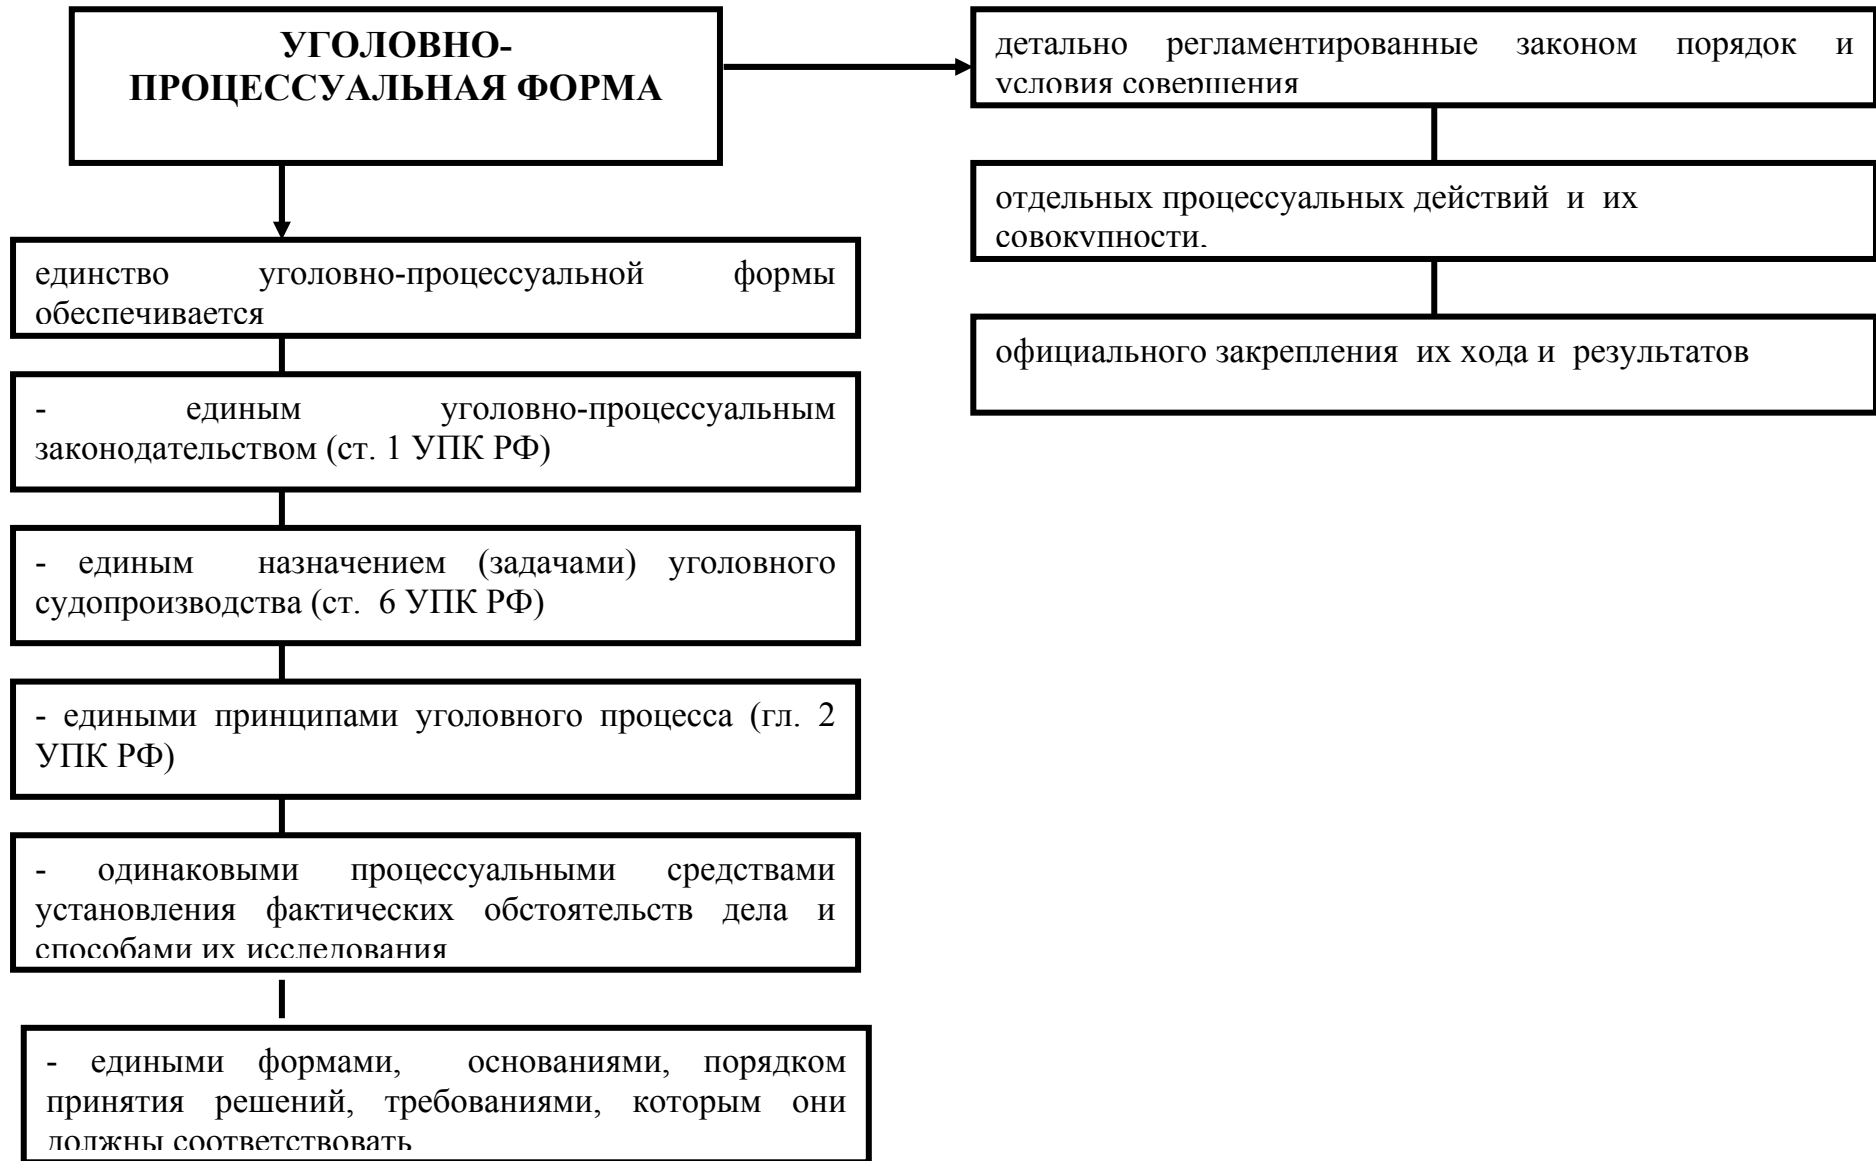 УГОЛОВНО-
ПРОЦЕССУАЛЬНАЯ ФОРМА
детально регламентированные законом порядок и
условия совершения
отдельных процессуальных действий и их
совокупности,
официального закрепления их хода и результатов
единство уголовно-процессуальной формы
обеспечивается
- единым уголовно-процессуальным
законодательством (ст. 1 УПК РФ)
- единым назначением (задачами) уголовного
судопроизводства (ст. 6 УПК РФ)
- едиными принципами уголовного процесса (гл. 2
УПК РФ)
- одинаковыми процессуальными средствами
установления фактических обстоятельств дела и
способами их исследования
- едиными формами, основаниями, порядком
принятия решений, требованиями, которым они
должны соответствовать